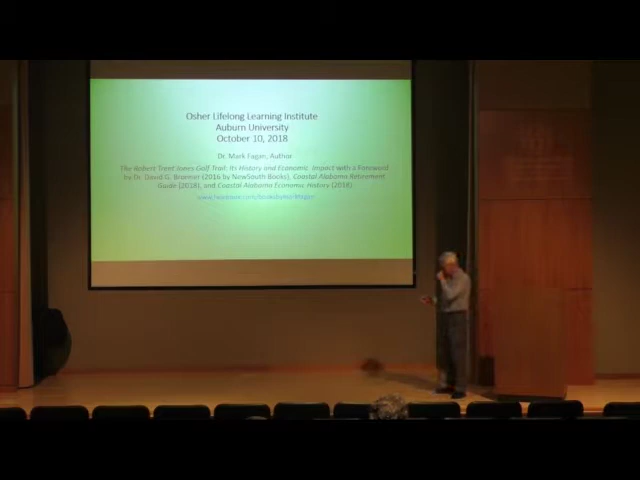 Osher Lifelong Learning Institute
Auburn University
October 10, 2018
Dr. Mark Fagan, Author
The Robert Trent Jones Golf Trail: Its History and Economic Impact with a Foreword
by Dr. David G. Bronner (2016 by NewSouth Books), Coastal Alabama Retirement
Guide (2018), and Coastal Alabama Economic History (2018)